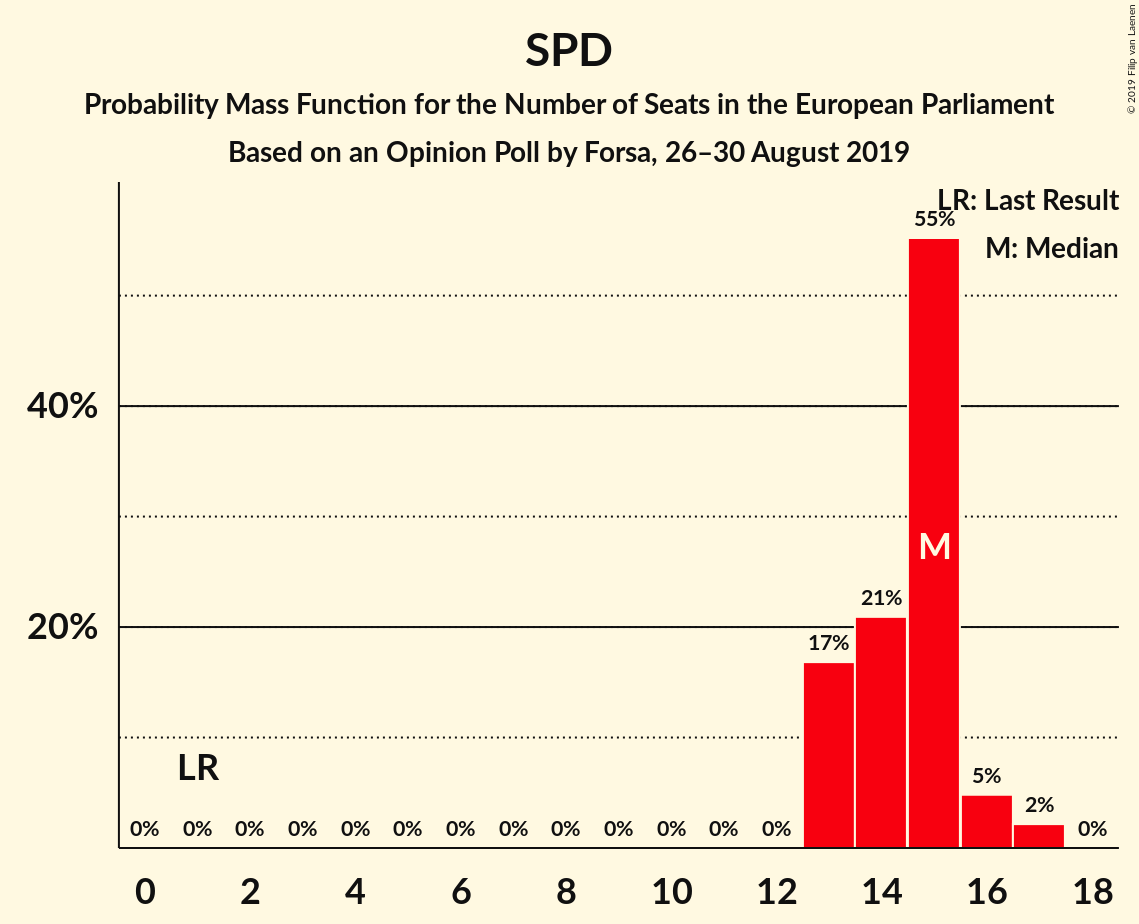 SPD
Probability Mass Function for the Number of Seats in the European Parliament
Based on an Opinion Poll by Forsa, 26–30 August 2019
© 2019 Filip van Laenen
LR: Last Result
55%
M: Median
40%
M
21%
20%
17%
LR
5%
2%
0% 0% 0% 0% 0% 0% 0% 0% 0% 0% 0% 0% 0% 0%
0 2 4 6 8 10 12 14 16 18